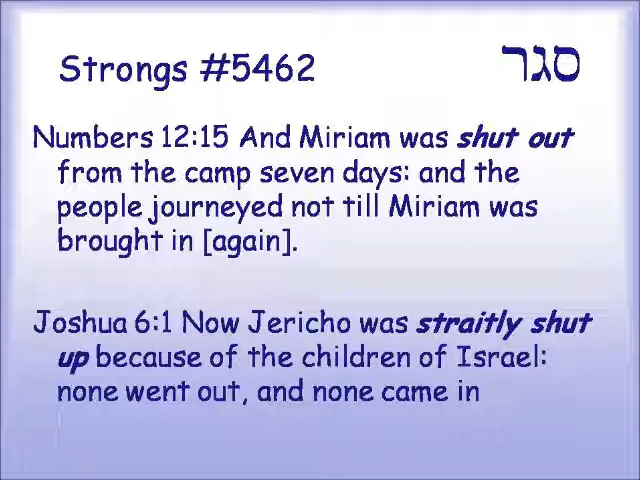 Strongs #5462 סגר
Numbers 12:15 And Miriam was shut out
from the camp seven days: and the
people journeyed not till Miriam was
brought in [again].
Joshua 6:1 Now Jericho was straitly shut
up because of the children of Israel:
none went out, and none came in